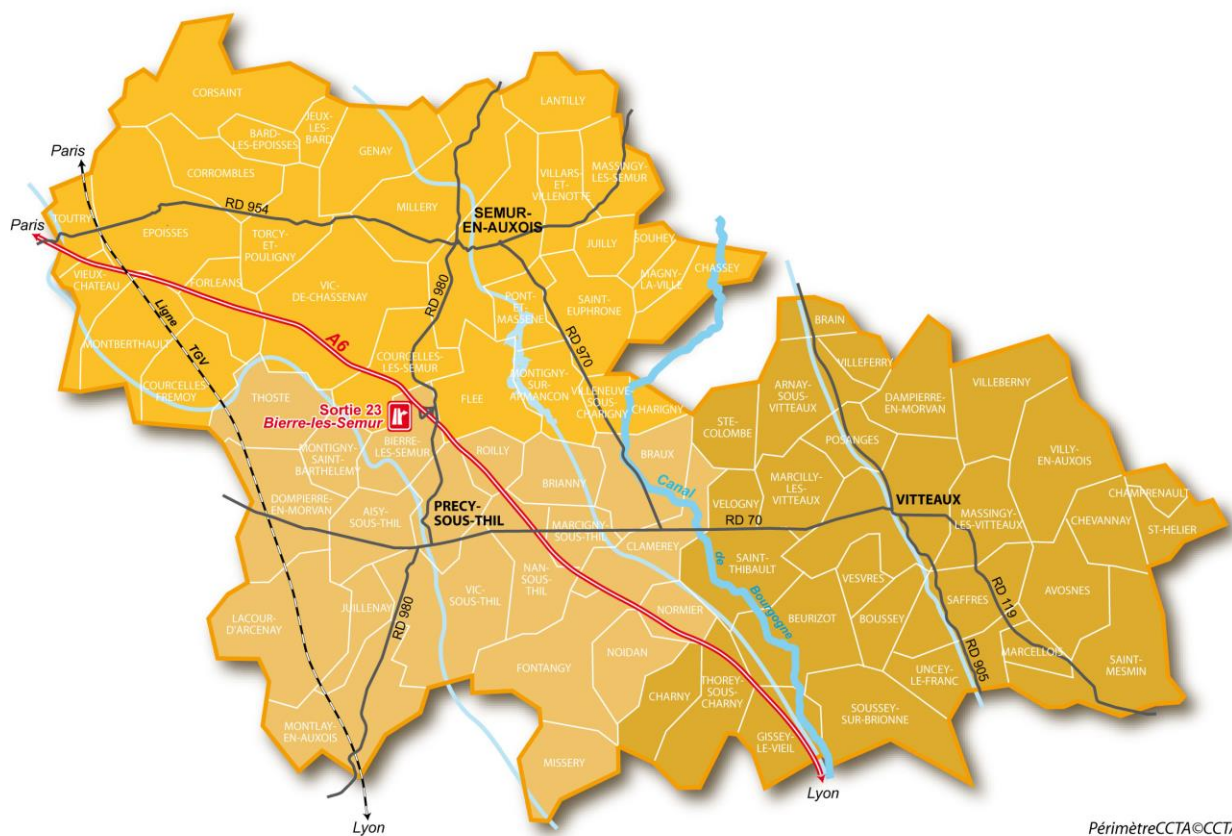 CORSAINT
LANTILLY
JEUX-
LES-
BARD
BARD-
LES-EPOISSES
GENAY
CORROMBLES
VILLARS-
ET-
VILLENOTTE
MASSINGY-
LES-SEMUR
Paris
Paris
TOUTRY
RD 954
MILLERY
SEMUR-
EN-AUXOIS
EPOISSES
TORCY-
ET-
POULIGNY
JUILLY
SOUHEY
CHASSEY
VIEUX-
CHATEAU
FORLEANS
VIC-
DE-CHASSENAY
RD 980
PONT-
ET-
MASSENE
MAGNY-
LA-VILLE
SAINT-
EUPHRONE
Ligne
TGV
A6
RD 970
MONTBERTHAULT
COURCELLES-
LES-SEMUR
BRAIN
VILLEFERRY
COURCELLES-
FREMOY
THOSTE
FLEE
MONTIGNY-
SUR-
ARMANCON
VILLENEUVE-
SOUS-
CHARIGNY
CHARIGNY
ARNAY-
SOUS-
VITTEAUX
DAMPIERRE-
EN-MORVAN
VILLEBERNY
Sortie 23
Bierre-les-Semur
STE-
COLOMBE
MONTIGNY-
SAINT-
BARTHELEMY
BIERRE-
LES-SEMUR
ROILLY
BRAUX
POSANGES
VILLY-
EN-AUXOIS
BRIANNY
Canal
de
Bourgogne
VELOGNY
MARCILLY-
LES-
VITTEAUX
VITTEAUX
CHAMPRENAULT
DOMPIERRE-
EN-MORVAN
AISY-
SOUS-THIL
PRECY-
SOUS-THIL
MARCIGNY-
SOUS-THIL
RD 70
MASSINGY-
LES-VITTEAUX
CHEVANNAY
ST-HELIER
CLAMEREY
SAINT-
THIBAULT
VESVRES
JUILLENAY
RD 980
VIC-
SOUS-THIL
NAN-
SOUS-
THIL
NORMIER
BEURIZOT
BOUSSEY
SAFFRES
RD 119
AVOSNES
LACOUR-
D'ARCENAY
NOIDAN
MARCELLOIS
FONTANGY
CHARNY
THOREY-
SOUS-
CHARNY
UNCEY-
LE-FRANC
RD 905
SAINT-
MESMIN
MONTLAY-
EN-AUXOIS
SOUSSEY-
SUR-BRIONNE
GISSEY-
LE-VIEIL
MISSERY
Lyon
Lyon
PérimètreCCTA©CCTA